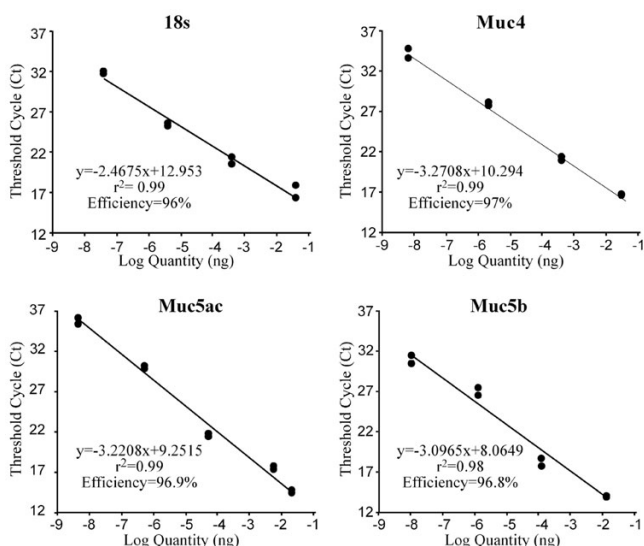 18s
Threshold Cycle (Ct)
37
32
27
22
17
12
y=-2.4675x+12.953
r²= 0.99
Efficiency=96%
-9 -8 -7 -6 -5 -4 -3 -2 -1
Log Quantity (ng)
Muc4
Threshold Cycle (Ct)
37
32
27
22
17
12
y=-3.2708x+10.294
r²=0.99
Efficiency=97%
-9 -8 -7 -6 -5 -4 -3 -2 -1
Log Quantity (ng)
Muc5ac
Threshold Cycle (Ct)
37
32
27
22
17
12
y=-3.2208x+9.2515
r²=0.99
Efficiency=96.9%
-9 -8 -7 -6 -5 -4 -3 -2 -1
Log Quantity (ng)
Muc5b
Threshold Cycle (Ct)
37
32
27
22
17
12
y=-3.0965x+8.0649
r²=0.98
Efficiency=96.8%
-9 -8 -7 -6 -5 -4 -3 -2 -1
Log Quantity (ng)